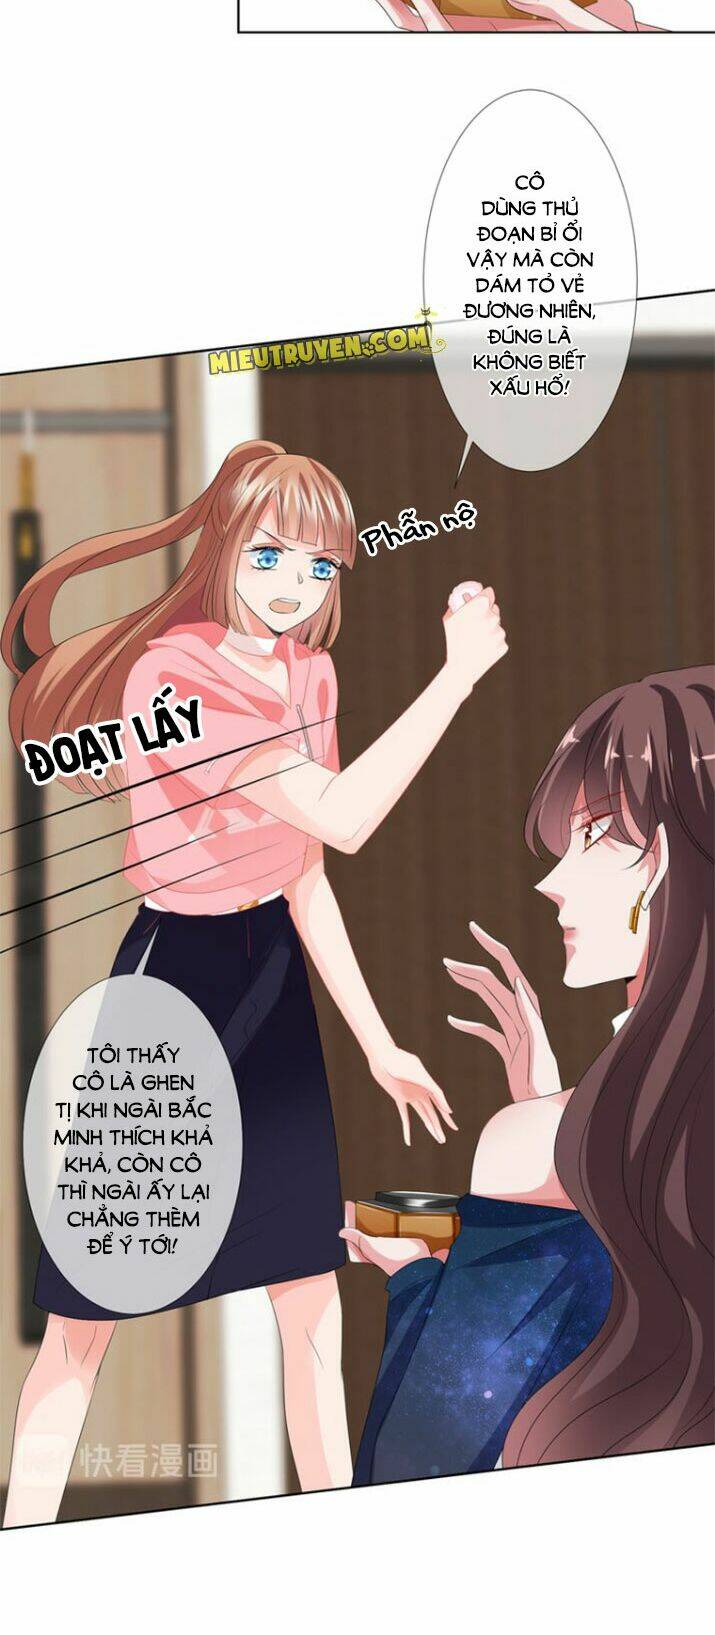 CÔ
DÙNG THỦ
ĐOẠN BỈ ỔI
VẬY MÀ CÒN
DÁM TỎ VẺ
ĐƯƠNG NHIÊN,
ĐÚNG LÀ
KHÔNG BIẾT
XẤU HỔ!
MIEUTRUYEN.COM
Phẫn nộ
ĐOẠT LẤY
TÔI THẤY
CÔ LÀ GHEN
TỊ KHI NGÀI BẮC
MINH THÍCH KHẢ
KHẢ, CÒN CÔ
THÌ NGÀI ẤY LẠI
CHẲNG THÈM
ĐỂ Ý TỚI!
快看漫画